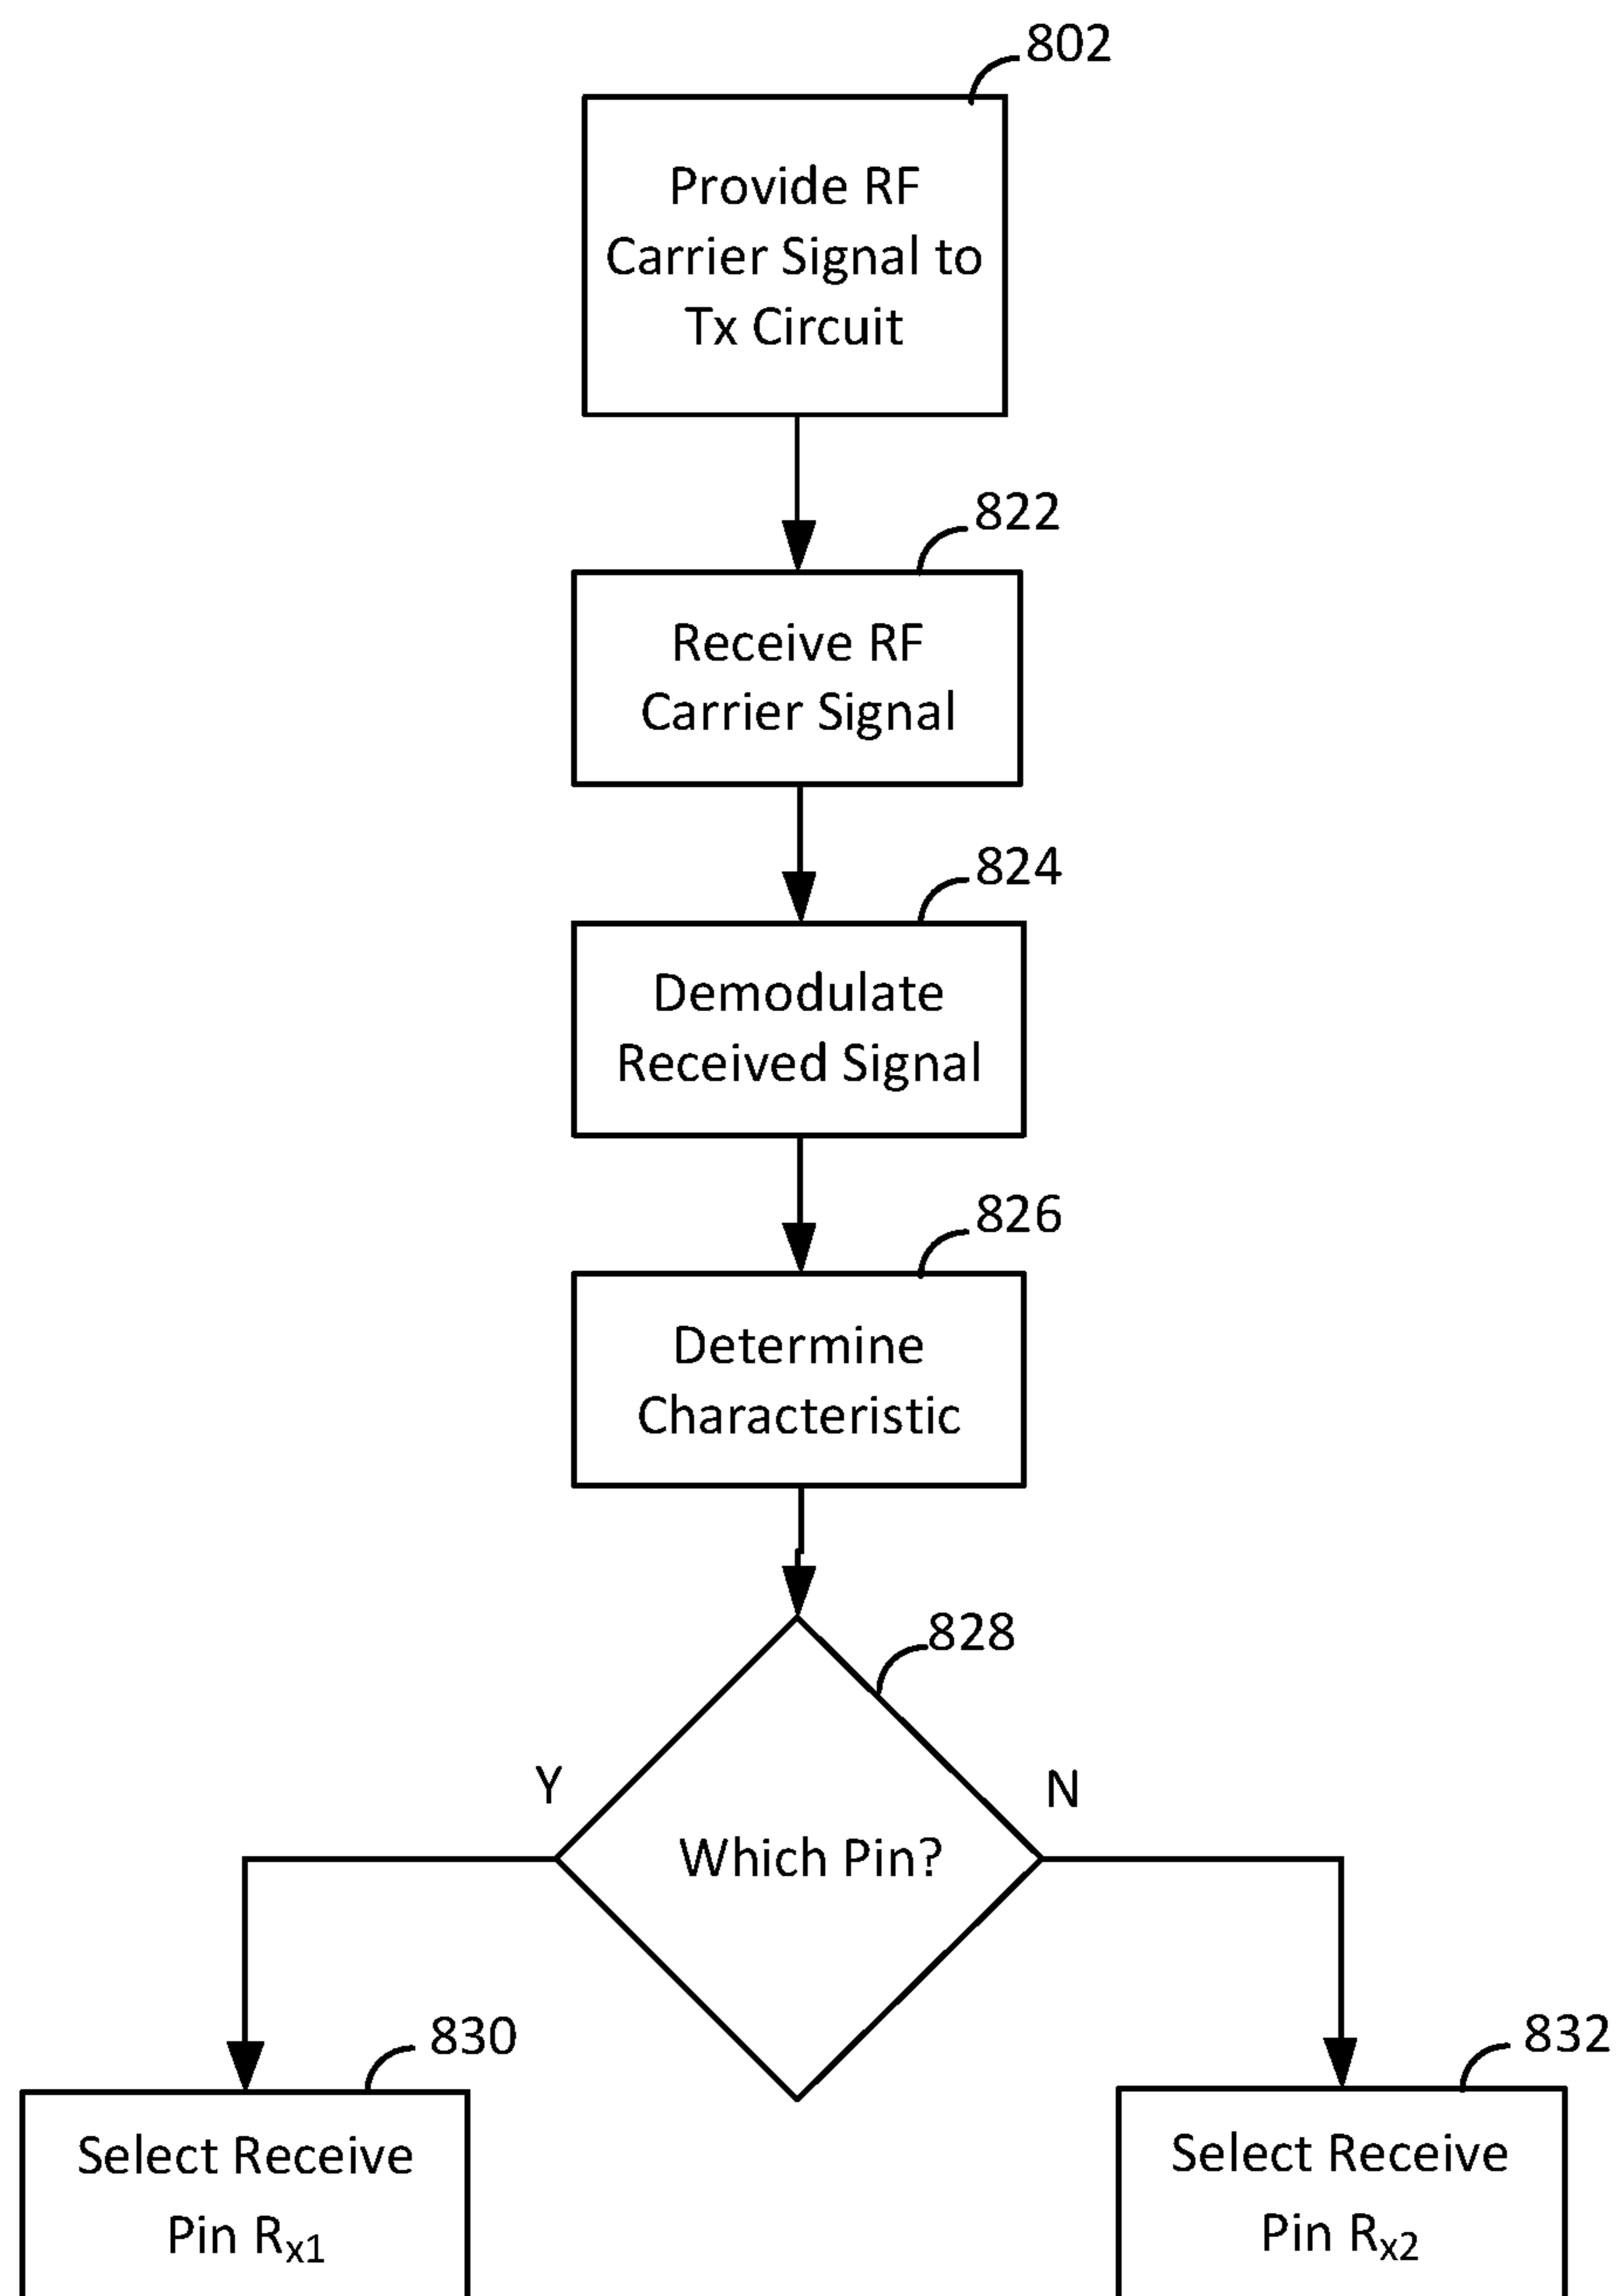 802
Provide RF
Carrier Signal to
Tx Circuit
822
Receive RF
Carrier Signal
824
Demodulate
Received Signal
826
Determine
Characteristic
828
Y
N
Which Pin?
830
832
Select Receive
Pin Rx1
Select Receive
Pin Rx2